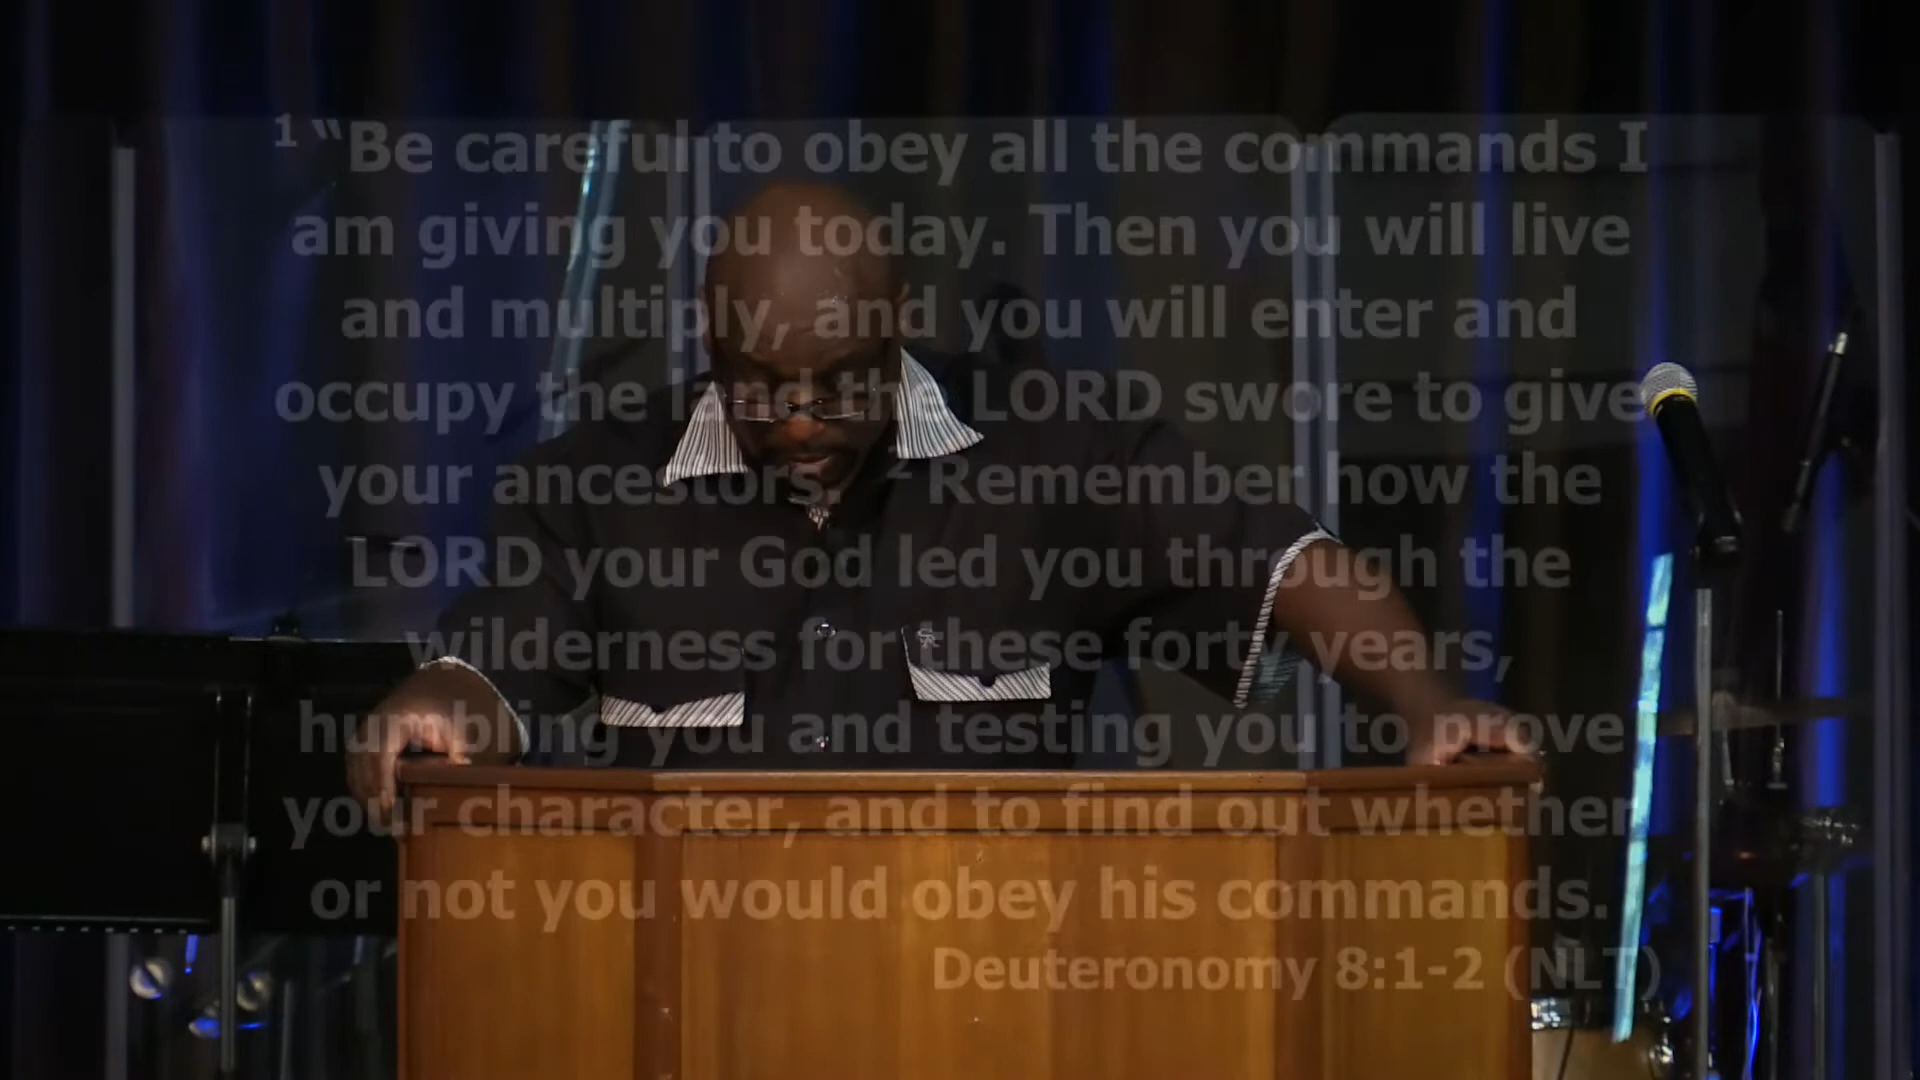 1 “Be careful to obey all the commands I
am giving you today. Then you will live
and multiply, and you will enter and
occupy the land the LORD swore to give
your ancestors. 2 Remember how the
LORD your God led you through the
wilderness for these forty years,
humbling you and testing you to prove
your character, and to find out whether
or not you would obey his commands.
Deuteronomy 8:1-2 (NLT)